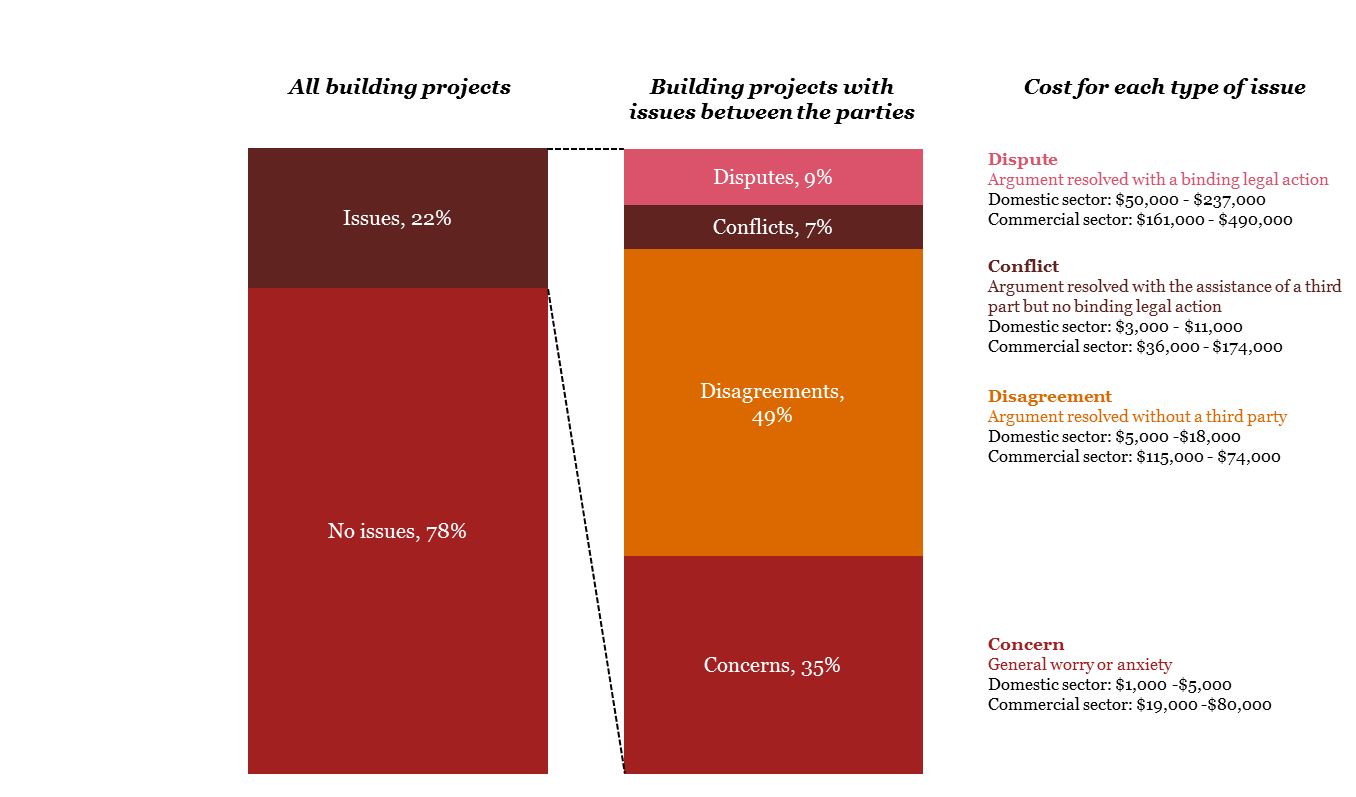 All building projects
Building projects with
issues between the parties
Cost for each type of issue
Issues, 22%
No issues, 78%
Disputes, 9%
Conflicts, 7%
Disagreements,
49%
Concerns, 35%
Dispute
Argument resolved with a binding legal action
Domestic sector: $50,000 - $237,000
Commercial sector: $161,000 - $490,000
Conflict
Argument resolved with the assistance of a third
part but no binding legal action
Domestic sector: $3,000 - $11,000
Commercial sector: $36,000 - $174,000
Disagreement
Argument resolved without a third party
Domestic sector: $5,000 -$18,000
Commercial sector: $115,000 - $74,000
Concern
General worry or anxiety
Domestic sector: $1,000 -$5,000
Commercial sector: $19,000 -$80,000